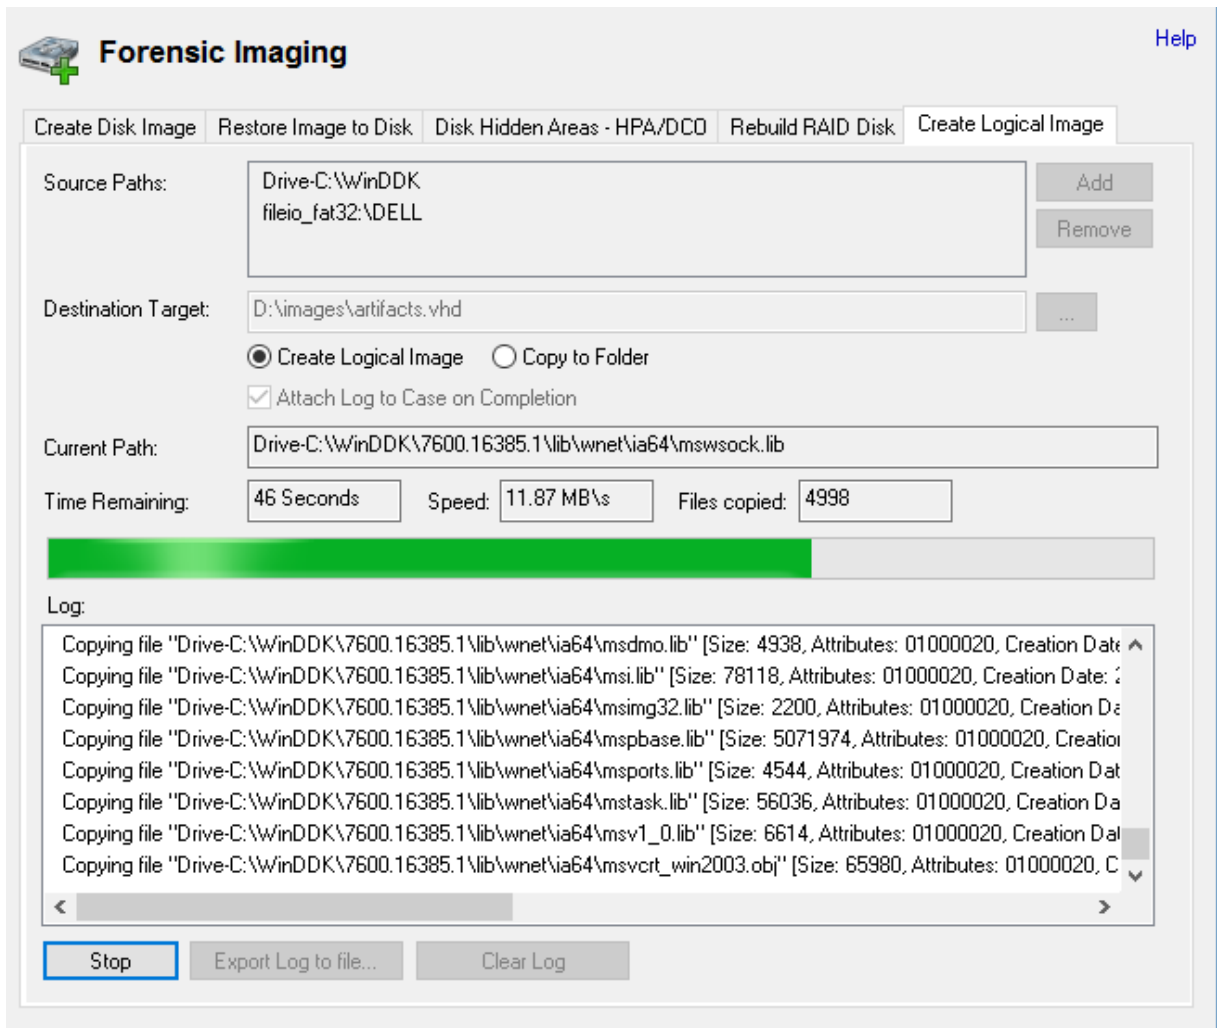 Forensic Imaging
Help
Create Disk Image Restore Image to Disk Disk Hidden Areas - HPA/DCO Rebuild RAID Disk Create Logical Image
Source Paths:
Drive-C:\WinDDK
fileio_fat32:\DELL
Add
Remove
Destination Target:
D:\images\artifacts.vhd
...
Create Logical Image Copy to Folder
Attach Log to Case on Completion
Current Path:
Drive-C:\WinDDK\7600.16385.1\lib\wnet\ia64\mswsock.lib
Time Remaining: 46 Seconds Speed: 11.87 MB\s Files copied: 4998
Log:
Copying file "Drive-C:\WinDDK\7600.16385.1\lib\wnet\ia64\msdmo.lib" [Size: 4938, Attributes: 01000020, Creation Date
Copying file "Drive-C:\WinDDK\7600.16385.1\lib\wnet\ia64\msi.lib" [Size: 78118, Attributes: 01000020, Creation Date: 2
Copying file "Drive-C:\WinDDK\7600.16385.1\lib\wnet\ia64\msimg32.lib" [Size: 2200, Attributes: 01000020, Creation Da
Copying file "Drive-C:\WinDDK\7600.16385.1\lib\wnet\ia64\mspbase.lib" [Size: 5071974, Attributes: 01000020, Creation
Copying file "Drive-C:\WinDDK\7600.16385.1\lib\wnet\ia64\msports.lib" [Size: 4544, Attributes: 01000020, Creation Dat
Copying file "Drive-C:\WinDDK\7600.16385.1\lib\wnet\ia64\mstask.lib" [Size: 56036, Attributes: 01000020, Creation Da
Copying file "Drive-C:\WinDDK\7600.16385.1\lib\wnet\ia64\msv1_0.lib" [Size: 6614, Attributes: 01000020, Creation Dat
Copying file "Drive-C:\WinDDK\7600.16385.1\lib\wnet\ia64\msvcrt_win2003.obj" [Size: 65980, Attributes: 01000020, C
Stop Export Log to file... Clear Log